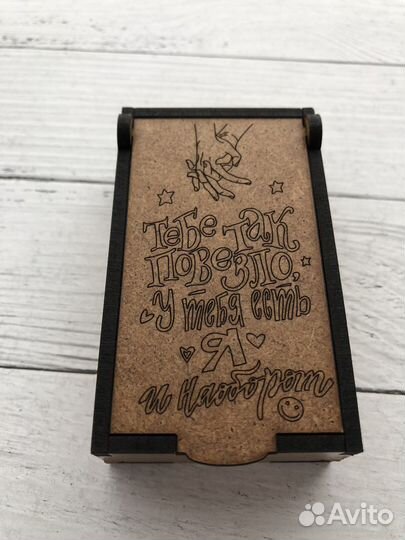 Тебе так
повезло,
у тебя есть
Я
и наоборот
Avito